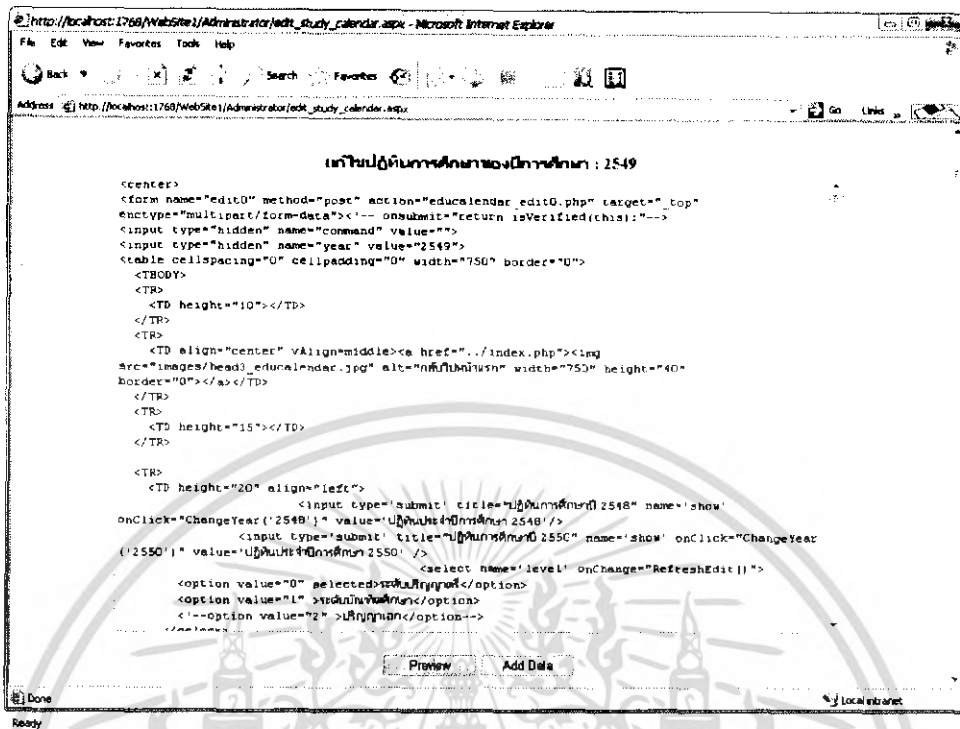 http://localhost:1768/WebSite1/Administrator/edit_study_calendar.aspx - Microsoft Internet Explorer
File Edit View Favorites Tools Help
Back Search Favorites
Address http://localhost:1768/WebSite1/Administrator/edit_study_calendar.aspx Go Links »
แก้ไขปฏิทินการศึกษาของปีการศึกษา : 2549
<center>
<form name="edit0" method="post" action="educalendar_edit0.php" target="_top"
enctype="multipart/form-data"><!-- onsubmit="return isVerified(this);"-->
<input type="hidden" name="command" value="">
<input type="hidden" name="year" value="2549">
<table cellspacing="0" cellpadding="0" width="750" border="0">
<TBODY>
<TR>
<TD height="10"></TD>
</TR>
<TR>
<TD align="center" vAlign=middle><a href="../index.php"><img
src="images/head3_educalendar.jpg" alt="กลับไปหน้าแรก" width="750" height="40"
border="0"></a></TD>
</TR>
<TR>
<TD height="15"></TD>
</TR>
<TR>
<TD height="20" align="left">
<input type='submit' title="ปฏิทินการศึกษาปี 2548" name='show'
onClick="ChangeYear('2548')" value='ปฏิทินประจำปีการศึกษา 2548'/>
<input type='submit' title="ปฏิทินการศึกษาปี 2550" name='show' onClick="ChangeYear
('2550')" value='ปฏิทินประจำปีการศึกษา 2550' />
<select name='level' onChange="RefreshEdit()">
<option value="0" selected>ระดับปริญญาตรี</option>
<option value="1" >ระดับบัณฑิตศึกษา</option>
<!--option value="2" >ปริญญาเอก</option-->
</select>
Preview Add Data
Done Local intranet
Ready